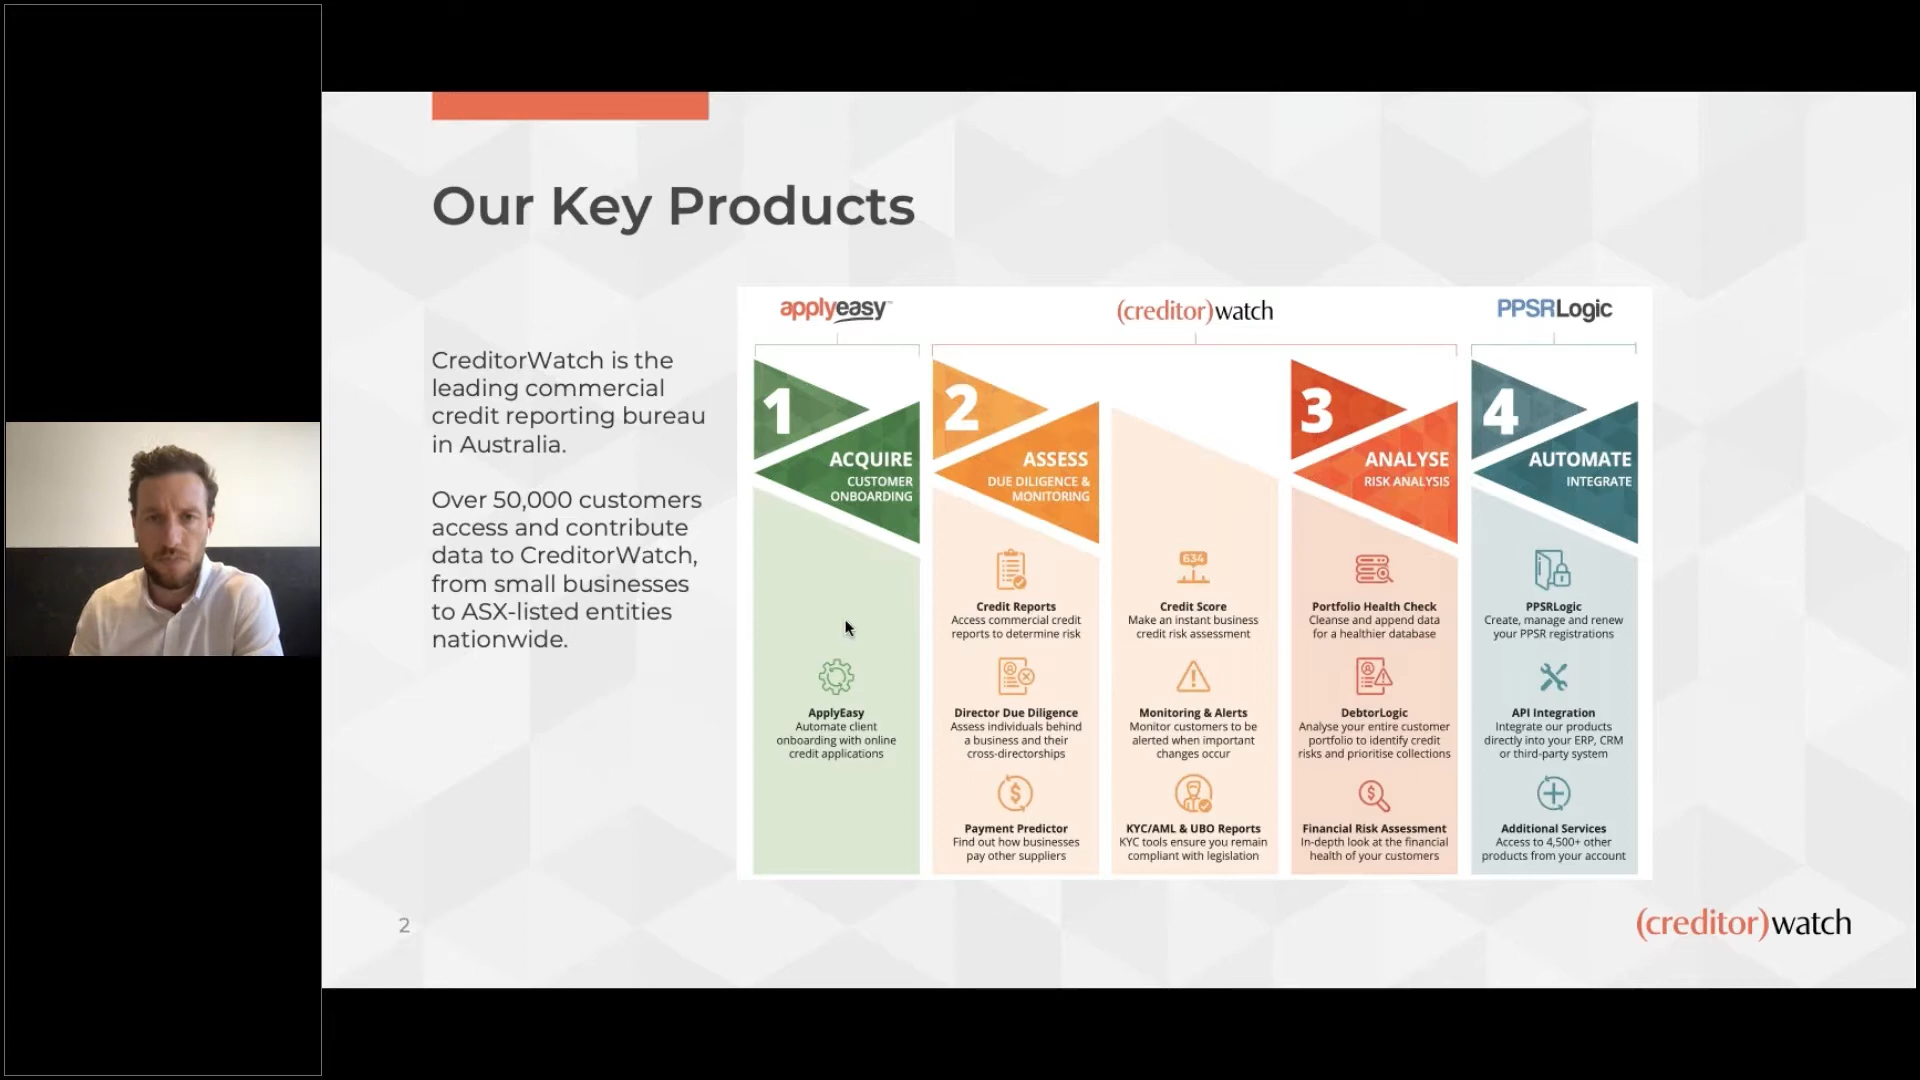 Our Key Products
CreditorWatch is the
leading commercial
credit reporting bureau
in Australia.
Over 50,000 customers
access and contribute
data to CreditorWatch,
from small businesses
to ASX-listed entities
nationwide.
applyeasy™
(creditor)watch
PPSRLogic
1
ACQUIRE
CUSTOMER
ONBOARDING
ApplyEasy
Automate client
onboarding with online
credit applications
2
ASSESS
DUE DILIGENCE &
MONITORING
Credit Reports
Access commercial credit
reports to determine risk
Director Due Diligence
Assess individuals behind
a business and their
cross-directorships
Payment Predictor
Find out how businesses
pay other suppliers
634
Credit Score
Make an instant business
credit risk assessment
Monitoring & Alerts
Monitor customers to be
alerted when important
changes occur
KYC/AML & UBO Reports
KYC tools ensure you remain
compliant with legislation
3
ANALYSE
RISK ANALYSIS
Portfolio Health Check
Cleanse and append data
for a healthier database
DebtorLogic
Analyse your entire customer
portfolio to identify credit
risks and prioritise collections
Financial Risk Assessment
In-depth look at the financial
health of your customers
4
AUTOMATE
INTEGRATE
PPSRLogic
Create, manage and renew
your PPSR registrations
API Integration
Integrate our products
directly into your ERP, CRM
or third-party system
Additional Services
Access to 4,500+ other
products from your account
2
(creditor)watch